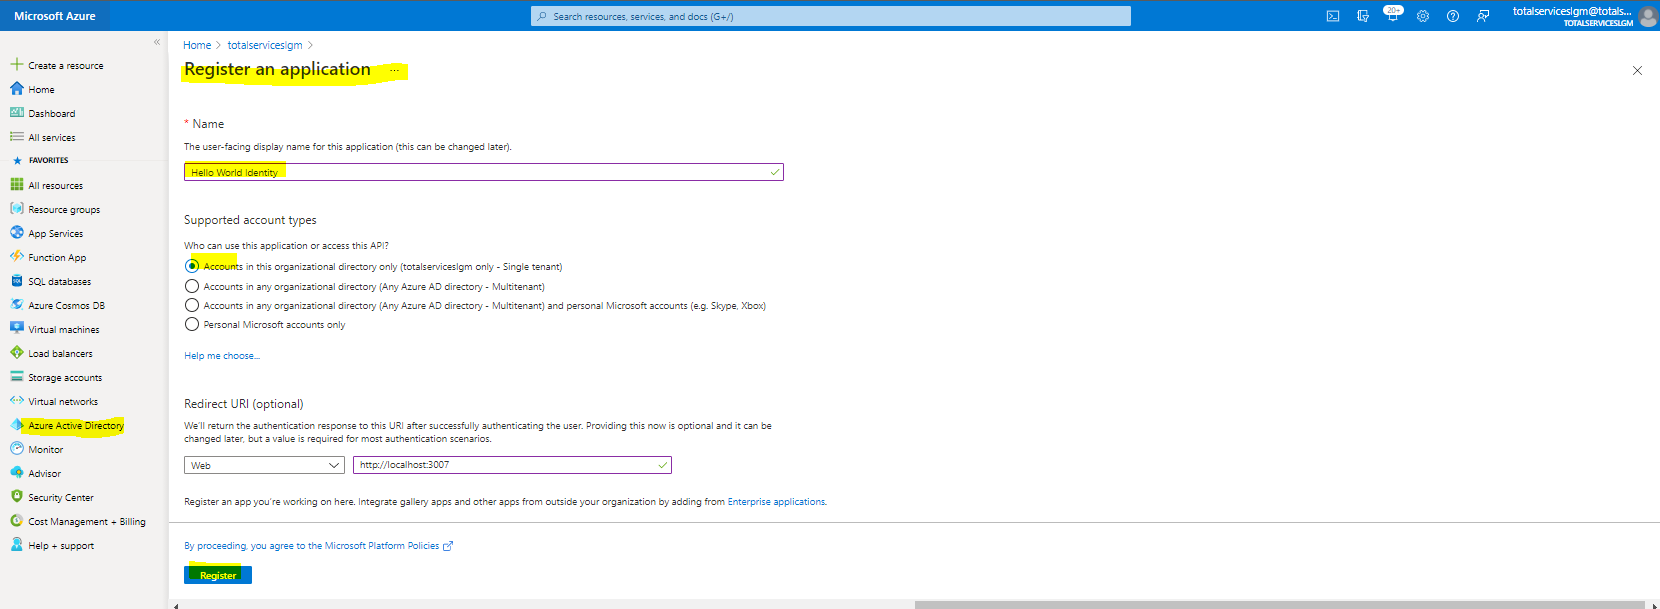 Microsoft Azure
Search resources, services, and docs (G+/)
20+
totalserviceslgm@totals...
TOTALSERVICESLGM
Create a resource
Home
Dashboard
All services
FAVORITES
All resources
Resource groups
App Services
Function App
SQL databases
Azure Cosmos DB
Virtual machines
Load balancers
Storage accounts
Virtual networks
Azure Active Directory
Monitor
Advisor
Security Center
Cost Management + Billing
Help + support
Home > totalserviceslgm >
Register an application ...
* Name
The user-facing display name for this application (this can be changed later).
Hello World Identity
Supported account types
Who can use this application or access this API?
Accounts in this organizational directory only (totalserviceslgm only - Single tenant)
Accounts in any organizational directory (Any Azure AD directory - Multitenant)
Accounts in any organizational directory (Any Azure AD directory - Multitenant) and personal Microsoft accounts (e.g. Skype, Xbox)
Personal Microsoft accounts only
Help me choose...
Redirect URI (optional)
We'll return the authentication response to this URI after successfully authenticating the user. Providing this now is optional and it can be
changed later, but a value is required for most authentication scenarios.
Web
http://localhost:3007
Register an app you're working on here. Integrate gallery apps and other apps from outside your organization by adding from Enterprise applications.
By proceeding, you agree to the Microsoft Platform Policies
Register